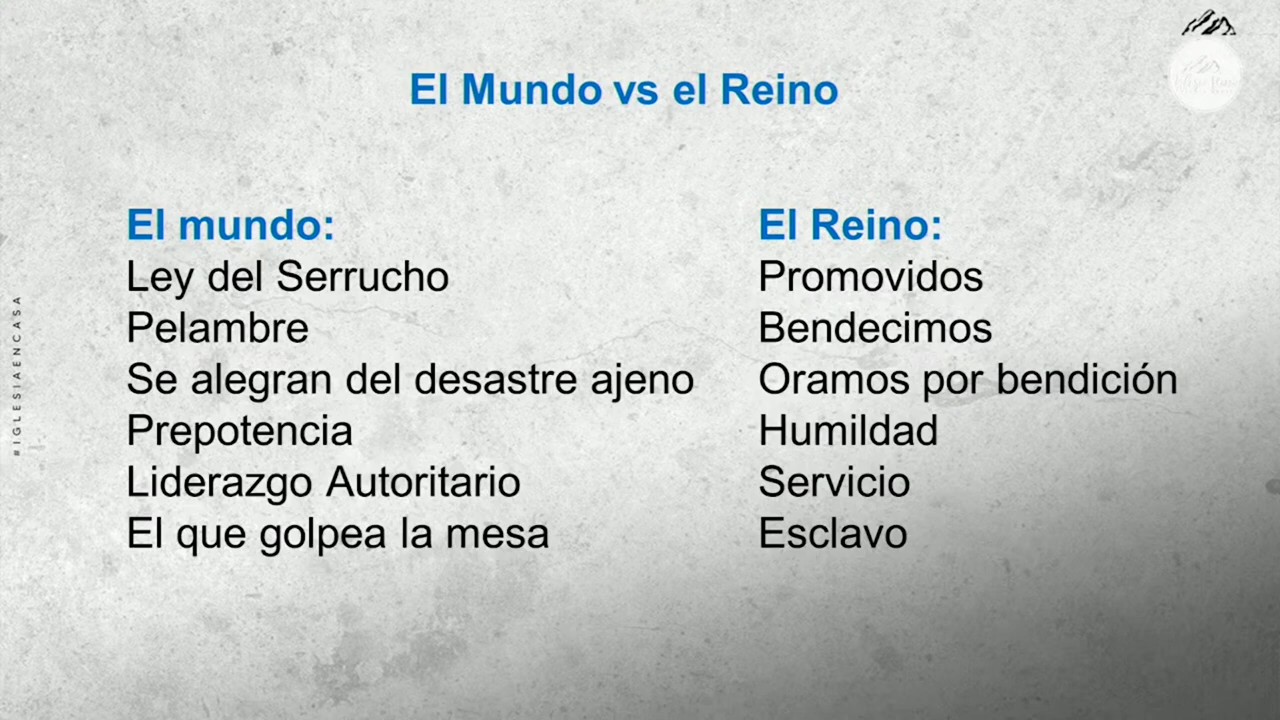 El Mundo vs el Reino
El mundo:
Ley del Serrucho
Pelambre
Se alegran del desastre ajeno
Prepotencia
Liderazgo Autoritario
El que golpea la mesa
El Reino:
Promovidos
Bendecimos
Oramos por bendición
Humildad
Servicio
Esclavo
#IGLESIAENCASA